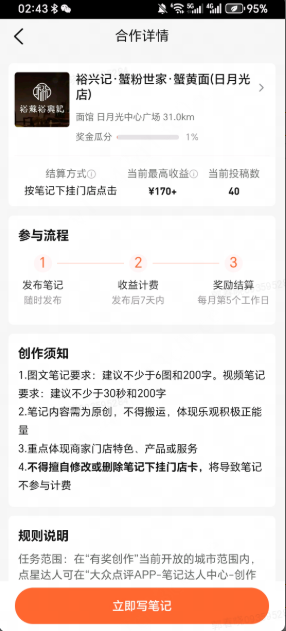 02:43
5G
4G
95%
合作详情
裕蘇裕興記
裕兴记·蟹粉世家·蟹黄面(日月光
店)
面馆 日月光中心广场 31.0km
奖金瓜分 1%
结算方式 当前最高收益 当前投稿数
按笔记下挂门店点击 ¥170+ 40
参与流程
1 2 3
发布笔记 收益计费 奖励结算
随时发布 发布后7天内 每月第5个工作日
创作须知
1.图文笔记要求：建议不少于6图和200字。视频笔记
要求：建议不少于30秒和200字
2.笔记内容需为原创，不得搬运，体现乐观积极正能
量
3.重点体现商家门店特色、产品或服务
4.不得擅自修改或删除笔记下挂门店卡，将导致笔记
不参与计费
规则说明
任务范围：在“有奖创作”当前开放的城市范围内，
点星达人可在“大众点评APP-笔记达人中心-创作
立即写笔记